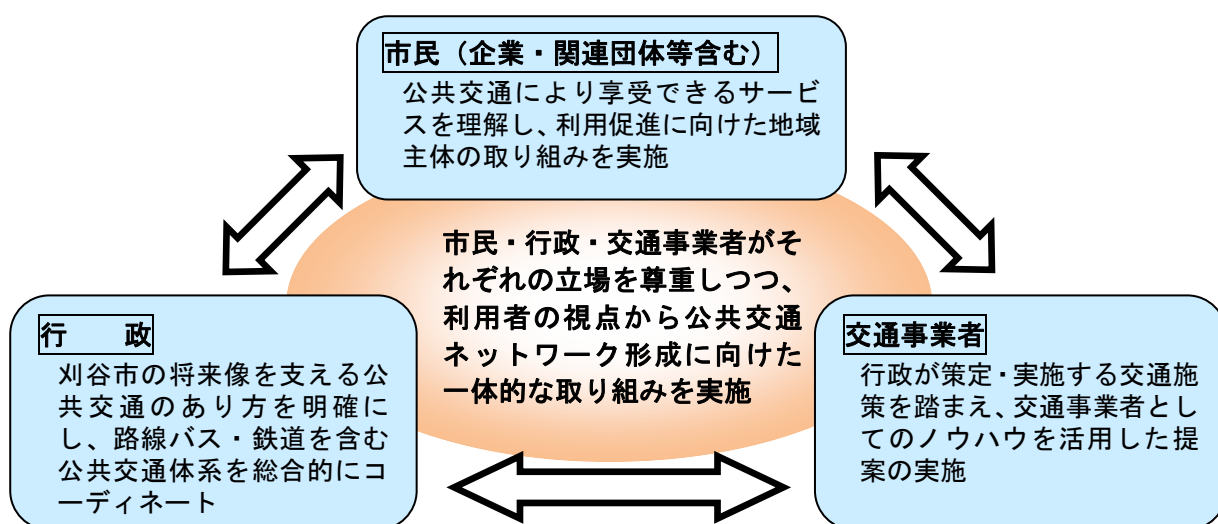 市民（企業・関連団体等含む）
公共交通により享受できるサービ
スを理解し、利用促進に向けた地域
主体の取り組みを実施
市民・行政・交通事業者がそ
れぞれの立場を尊重しつつ、
利用者の視点から公共交通
ネットワーク形成に向けた
一体的な取り組みを実施
行　　政
刈谷市の将来像を支える公
共交通のあり方を明確に
し、路線バス・鉄道を含む
公共交通体系を総合的にコ
ーディネート
交通事業者
行政が策定・実施する交通施
策を踏まえ、交通事業者とし
てのノウハウを活用した提
案の実施